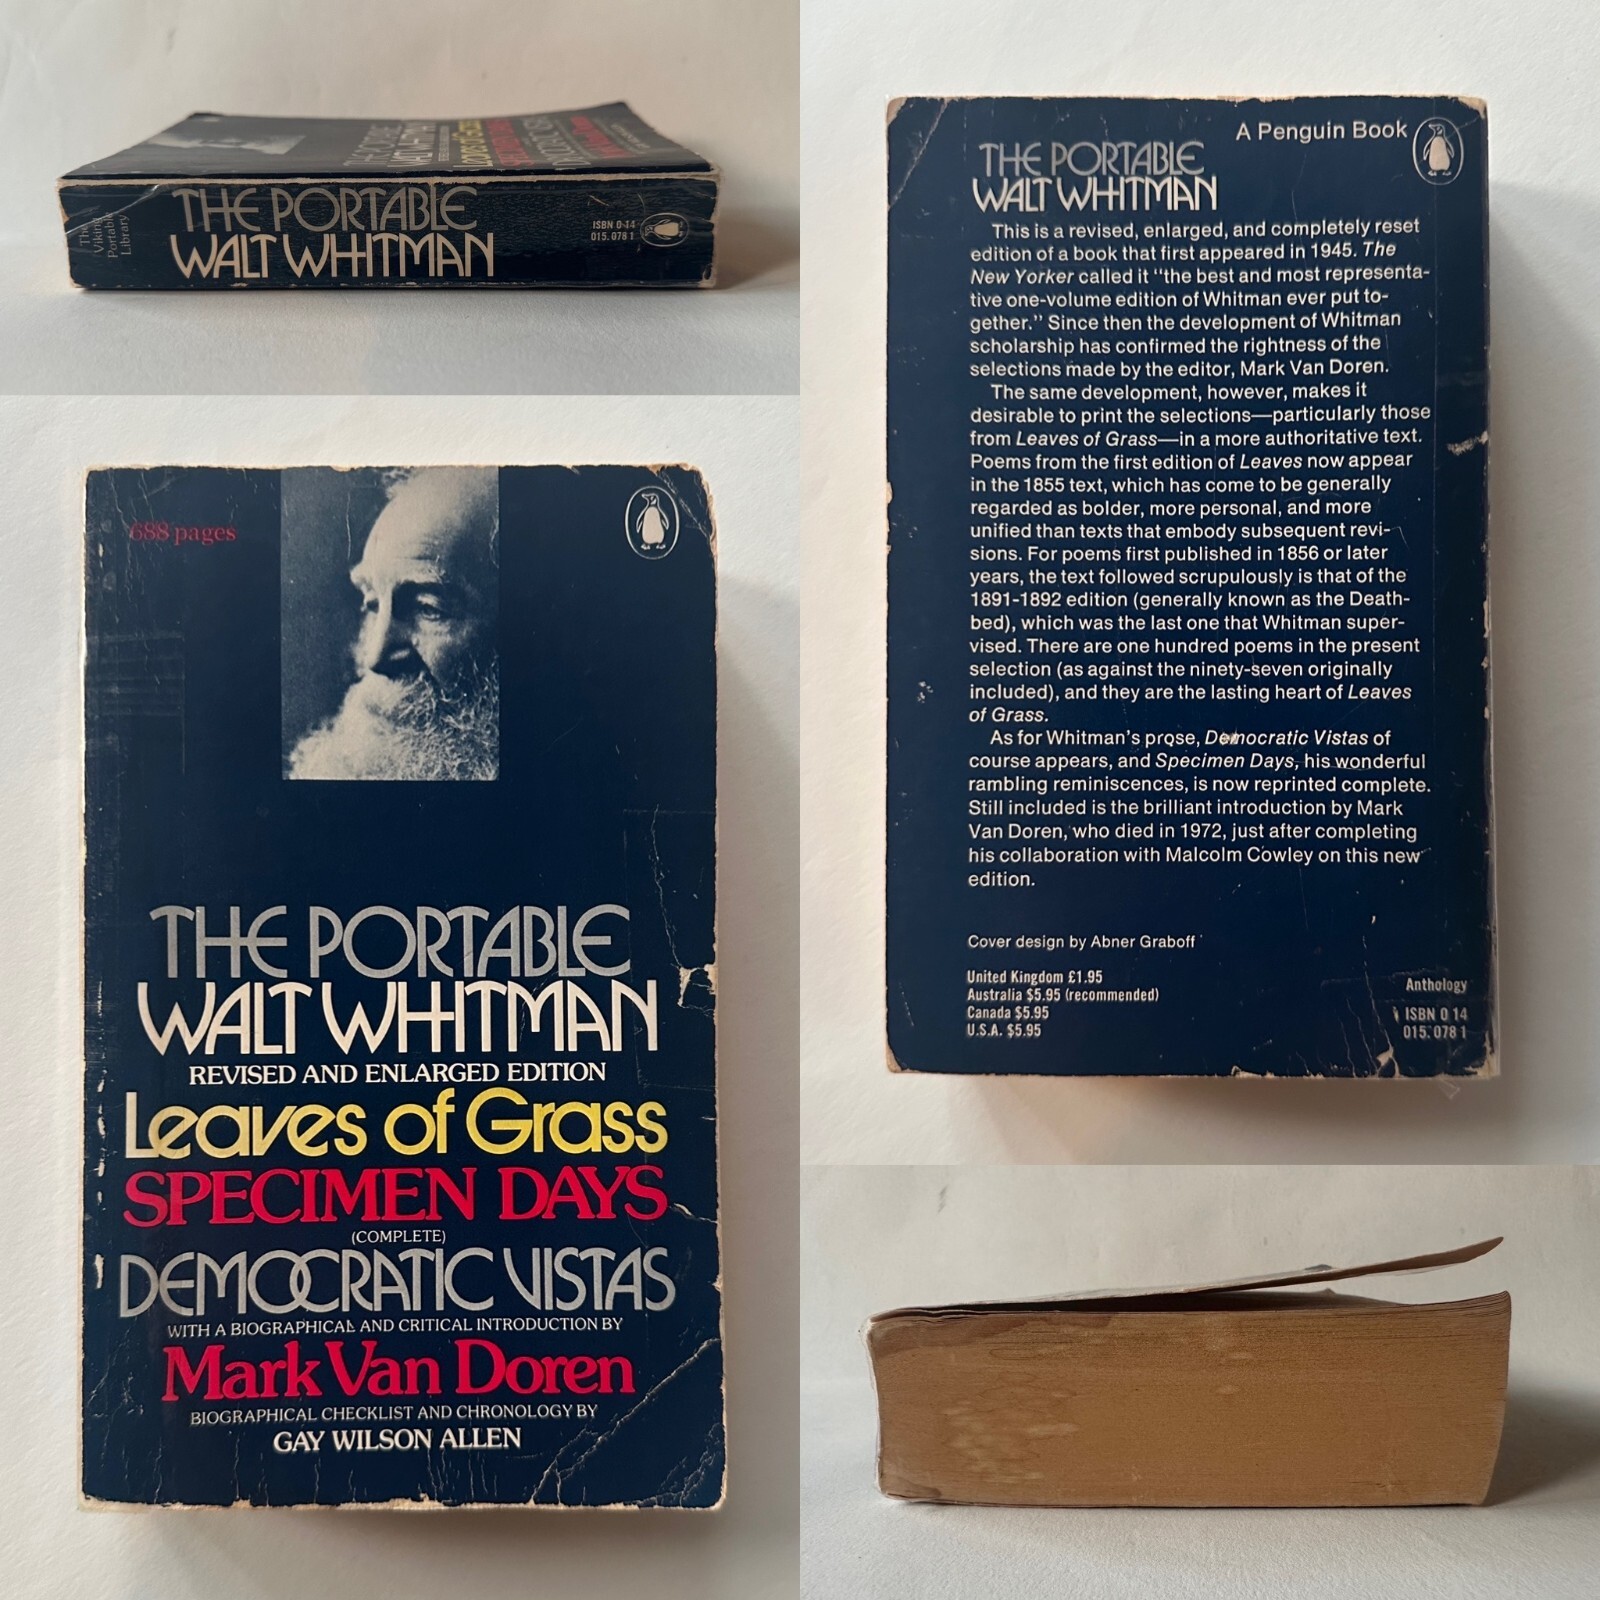 The
Viking
Portable
Library
THE PORTABLE
WALT WHITMAN
ISBN 0 14
015.078 1
688 pages
THE PORTABLE
WALT WHITMAN
REVISED AND ENLARGED EDITION
Leaves of Grass
SPECIMEN DAYS
(COMPLETE)
DEMOCRATIC VISTAS
WITH A BIOGRAPHICAL AND CRITICAL INTRODUCTION BY
Mark Van Doren
BIOGRAPHICAL CHECKLIST AND CHRONOLOGY BY
GAY WILSON ALLEN
A Penguin Book
THE PORTABLE
WALT WHITMAN
This is a revised, enlarged, and completely reset
edition of a book that first appeared in 1945. The
New Yorker called it "the best and most representa-
tive one-volume edition of Whitman ever put to-
gether." Since then the development of Whitman
scholarship has confirmed the rightness of the
selections made by the editor, Mark Van Doren.
The same development, however, makes it
desirable to print the selections—particularly those
from Leaves of Grass—in a more authoritative text.
Poems from the first edition of Leaves now appear
in the 1855 text, which has come to be generally
regarded as bolder, more personal, and more
unified than texts that embody subsequent revi-
sions. For poems first published in 1856 or later
years, the text followed scrupulously is that of the
1891-1892 edition (generally known as the Death-
bed), which was the last one that Whitman super-
vised. There are one hundred poems in the present
selection (as against the ninety-seven originally
included), and they are the lasting heart of Leaves
of Grass.
As for Whitman's prose, Democratic Vistas of
course appears, and Specimen Days, his wonderful
rambling reminiscences, is now reprinted complete.
Still included is the brilliant introduction by Mark
Van Doren, who died in 1972, just after completing
his collaboration with Malcolm Cowley on this new
edition.
Cover design by Abner Graboff
United Kingdom £1.95
Australia $5.95 (recommended)
Canada $5.95
U.S.A. $5.95
Anthology
ISBN 0 14
015.078 1